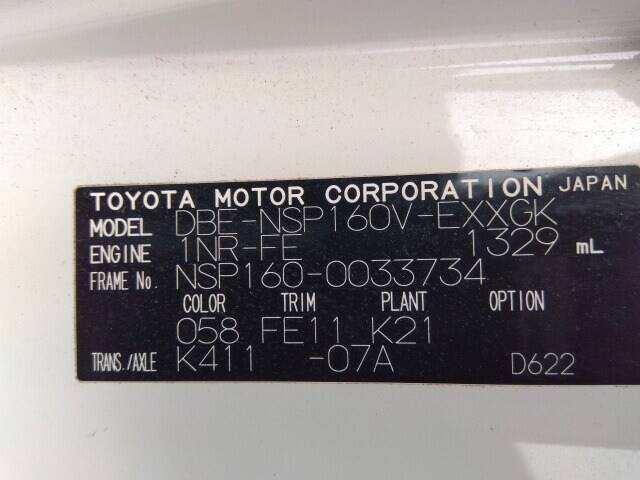 TOYOTA MOTOR CORPORATION JAPAN
MODEL DBE-NSP160V-EXXGK
ENGINE 1NR-FE 1329 mL
FRAME No. NSP160-0033734
COLOR TRIM PLANT OPTION
058 FE11 K21
TRANS./AXLE K411 -07A D622